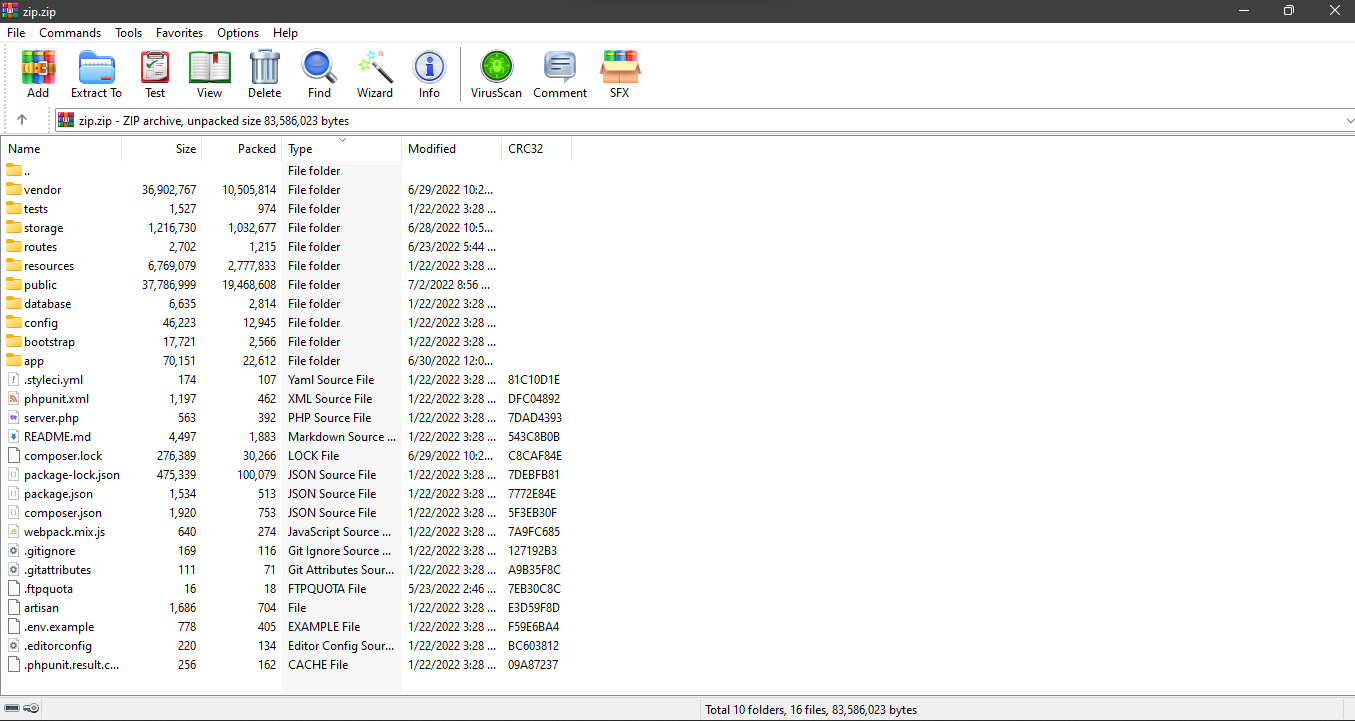 zip.zip
File Commands Tools Favorites Options Help
Add Extract To Test View Delete Find Wizard Info VirusScan Comment SFX
zip.zip - ZIP archive, unpacked size 83,586,023 bytes
Name Size Packed Type Modified CRC32
.. File folder
vendor 36,902,767 10,505,814 File folder 6/29/2022 10:2...
tests 1,527 974 File folder 1/22/2022 3:28 ...
storage 1,216,730 1,032,677 File folder 6/28/2022 10:5...
routes 2,702 1,215 File folder 6/23/2022 5:44 ...
resources 6,769,079 2,777,833 File folder 1/22/2022 3:28 ...
public 37,786,999 19,468,608 File folder 7/2/2022 8:56 ...
database 6,635 2,814 File folder 1/22/2022 3:28 ...
config 46,223 12,945 File folder 1/22/2022 3:28 ...
bootstrap 17,721 2,566 File folder 1/22/2022 3:28 ...
app 70,151 22,612 File folder 6/30/2022 12:0...
.styleci.yml 174 107 Yaml Source File 1/22/2022 3:28 ... 81C10D1E
phpunit.xml 1,197 462 XML Source File 1/22/2022 3:28 ... DFC04892
server.php 563 392 PHP Source File 1/22/2022 3:28 ... 7DAD4393
README.md 4,497 1,883 Markdown Source ... 1/22/2022 3:28 ... 543C8B0B
composer.lock 276,389 30,266 LOCK File 6/29/2022 10:2... C8CAF84E
package-lock.json 475,339 100,079 JSON Source File 1/22/2022 3:28 ... 7DEBFB81
package.json 1,534 513 JSON Source File 1/22/2022 3:28 ... 7772E84E
composer.json 1,920 753 JSON Source File 1/22/2022 3:28 ... 5F3EB30F
webpack.mix.js 640 274 JavaScript Source ... 1/22/2022 3:28 ... 7A9FC685
.gitignore 169 116 Git Ignore Source ... 1/22/2022 3:28 ... 127192B3
.gitattributes 111 71 Git Attributes Sour... 1/22/2022 3:28 ... A9B35F8C
.ftpquota 16 18 FTPQUOTA File 5/23/2022 2:46 ... 7EB30C8C
artisan 1,686 704 File 1/22/2022 3:28 ... E3D59F8D
.env.example 778 405 EXAMPLE File 1/22/2022 3:28 ... F59E6BA4
.editorconfig 220 134 Editor Config Sour... 1/22/2022 3:28 ... BC603812
.phpunit.result.c... 256 162 CACHE File 1/22/2022 3:28 ... 09A87237
Total 10 folders, 16 files, 83,586,023 bytes